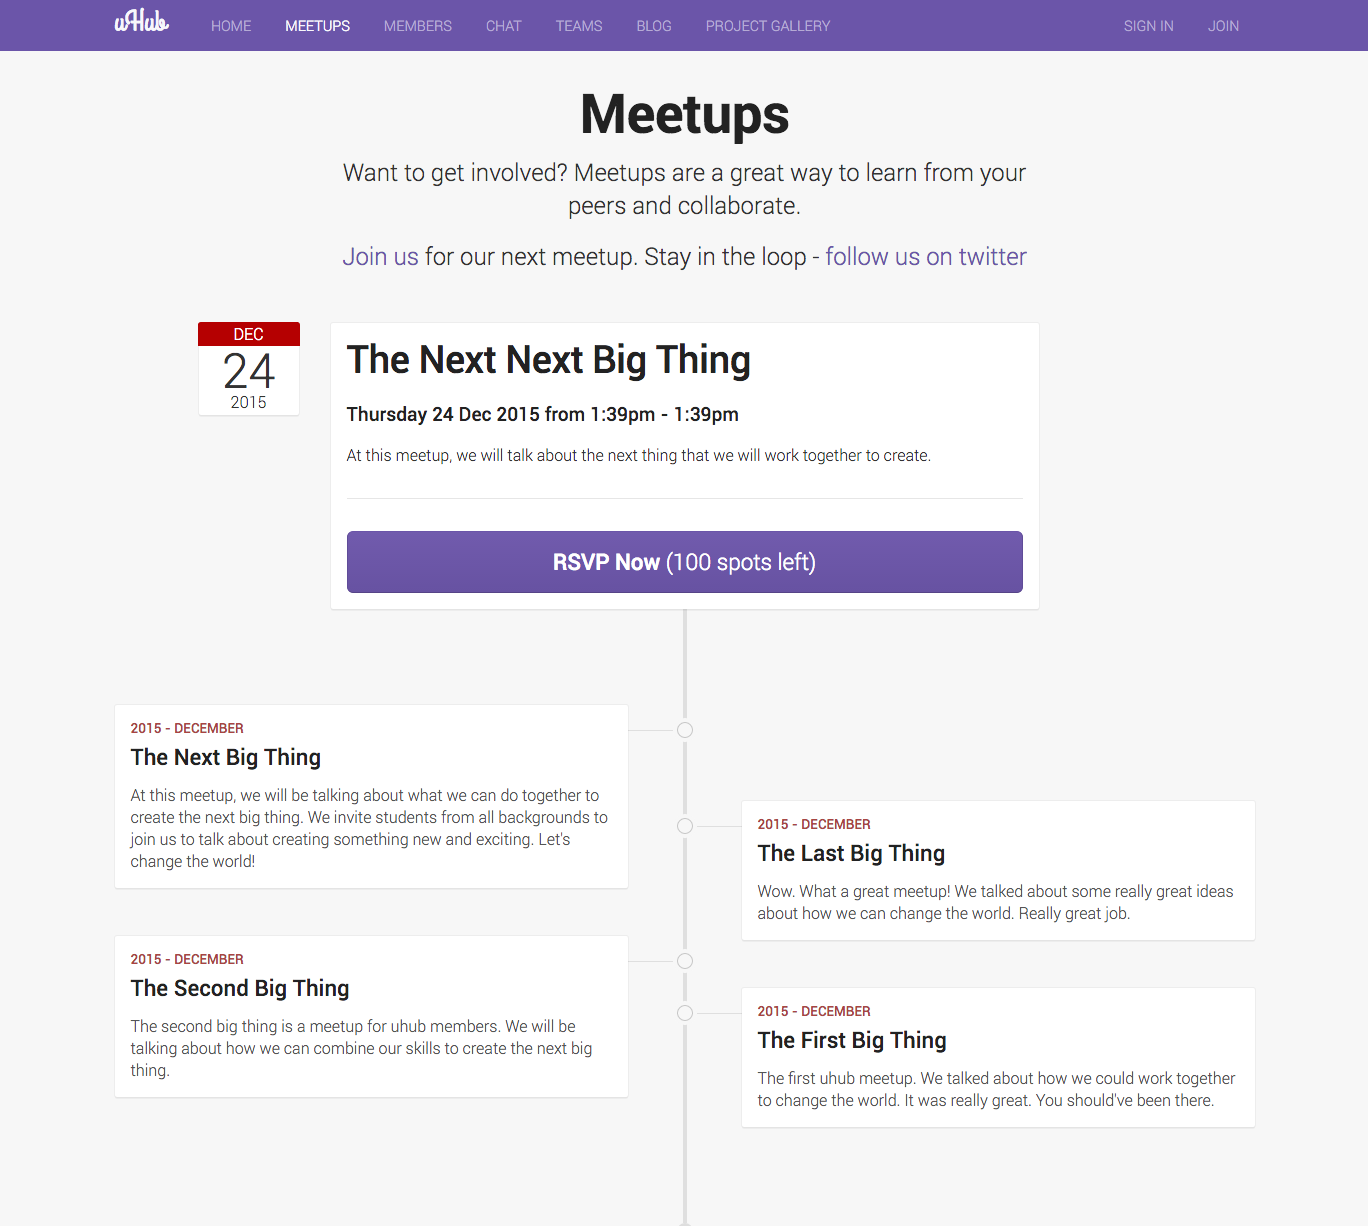 uHub
HOME
MEETUPS
MEMBERS
CHAT
TEAMS
BLOG
PROJECT GALLERY
SIGN IN
JOIN
Meetups
Want to get involved? Meetups are a great way to learn from your
peers and collaborate.
Join us for our next meetup. Stay in the loop - follow us on twitter
DEC
24
2015
The Next Next Big Thing
Thursday 24 Dec 2015 from 1:39pm - 1:39pm
At this meetup, we will talk about the next thing that we will work together to create.
RSVP Now (100 spots left)
2015 - DECEMBER
The Next Big Thing
At this meetup, we will be talking about what we can do together to
create the next big thing. We invite students from all backgrounds to
join us to talk about creating something new and exciting. Let's
change the world!
2015 - DECEMBER
The Last Big Thing
Wow. What a great meetup! We talked about some really great ideas
about how we can change the world. Really great job.
2015 - DECEMBER
The Second Big Thing
The second big thing is a meetup for uhub members. We will be
talking about how we can combine our skills to create the next big
thing.
2015 - DECEMBER
The First Big Thing
The first uhub meetup. We talked about how we could work together
to change the world. It was really great. You should've been there.